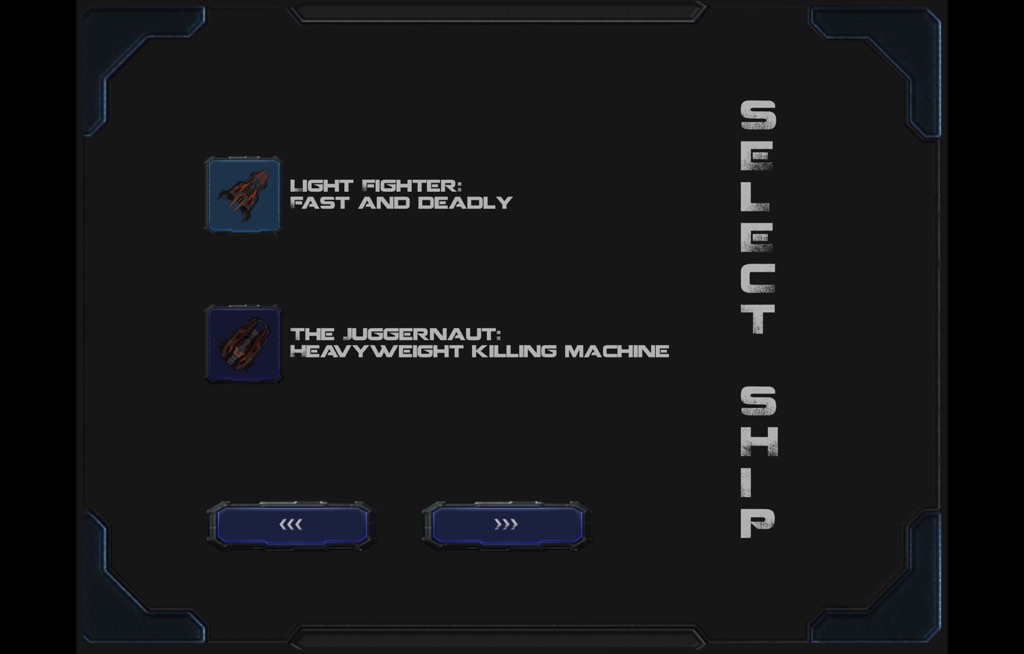 LIGHT FIGHTER:
FAST AND DEADLY
THE JUGGERNAUT:
HEAVYWEIGHT KILLING MACHINE
‹‹‹
›››
SELECT SHIP